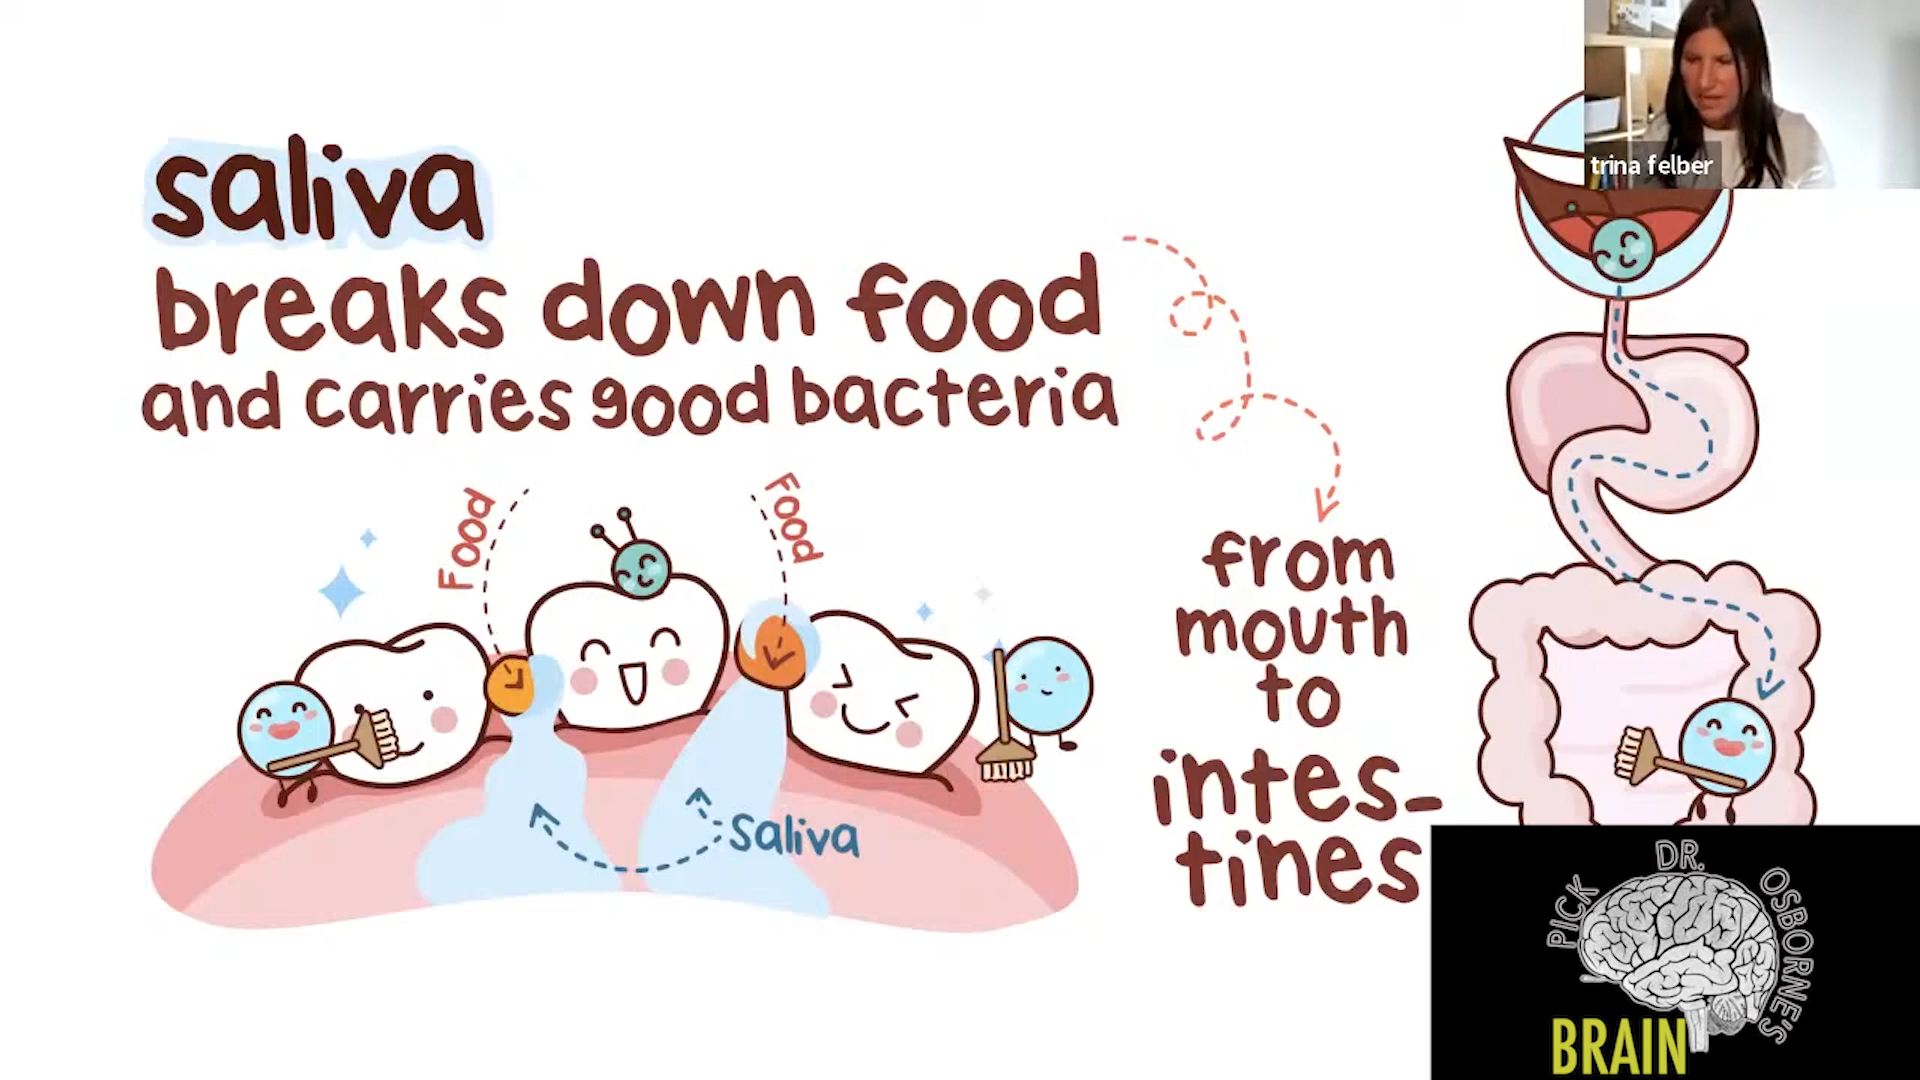 saliva
breaks down food
and carries good bacteria
Food
Food
Saliva
from
mouth
to
intes-
tines
trina felber
PICK
DR.
OSBORNE'S
BRAIN